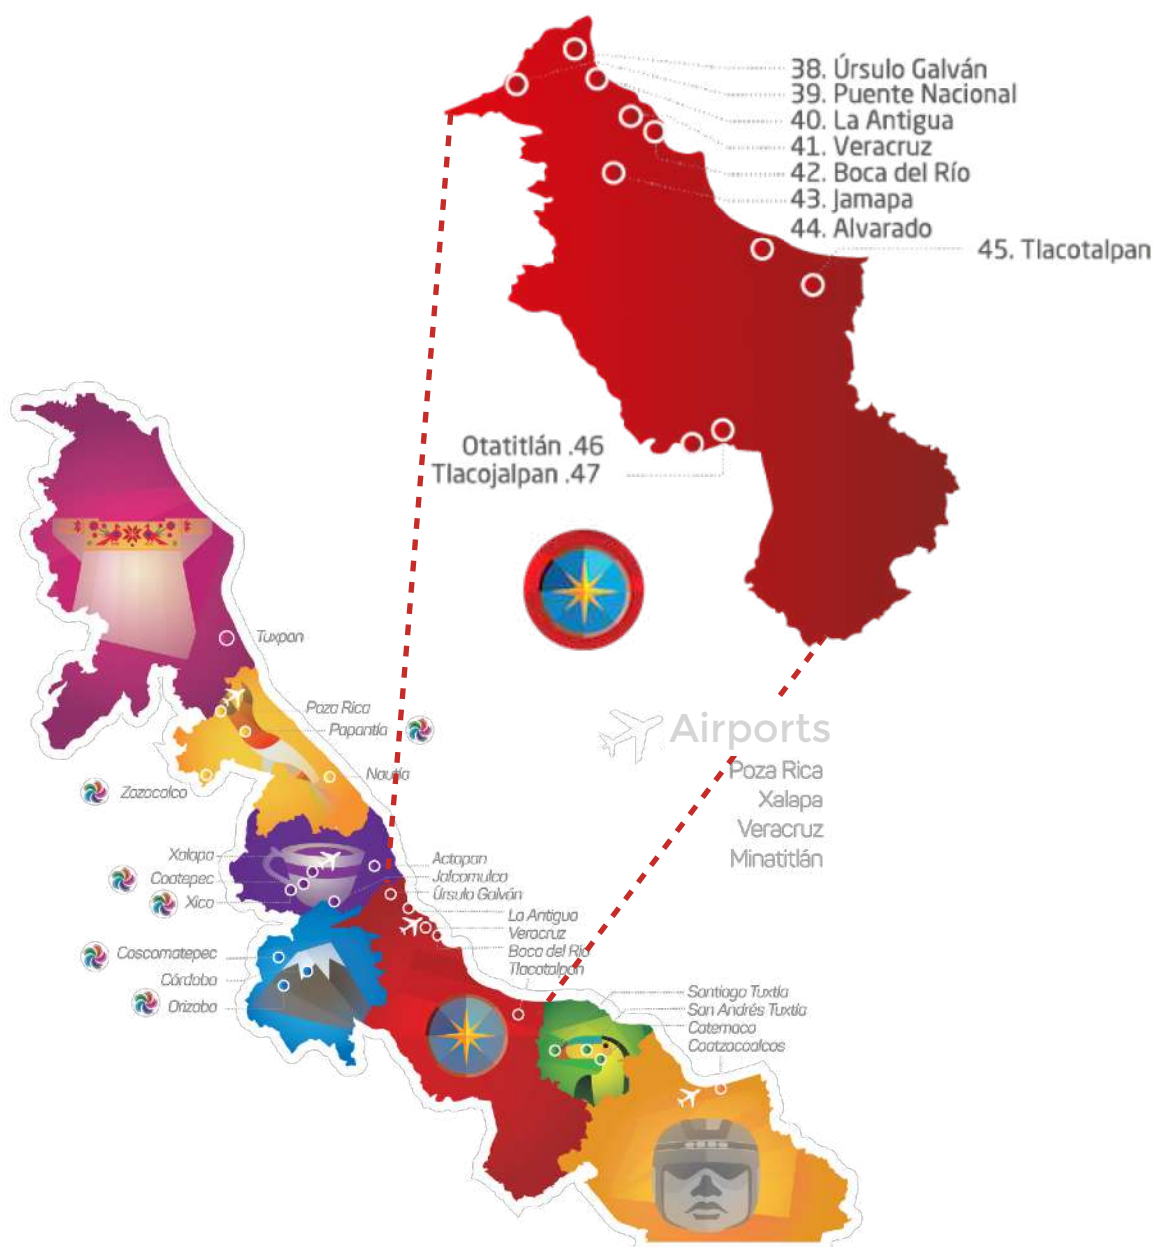 38. Úrsulo Galván
39. Puente Nacional
40. La Antigua
41. Veracruz
42. Boca del Río
43. Jamapa
44. Alvarado
45. Tlacotalpan
Otatitlán .46
Tlacojalpan .47
Tuxpan
Poza Rica
Papantla
Nautla
Zozocolco
Airports
Poza Rica
Xalapa
Veracruz
Minatitlán
Xalapa
Coatepec
Xico
Actopan
Jalcomulco
Úrsulo Galván
La Antigua
Veracruz
Boca del Río
Tlacotalpan
Coscomatepec
Córdoba
Orizaba
Santiago Tuxtla
San Andrés Tuxtla
Catemaco
Coatzacoalcos